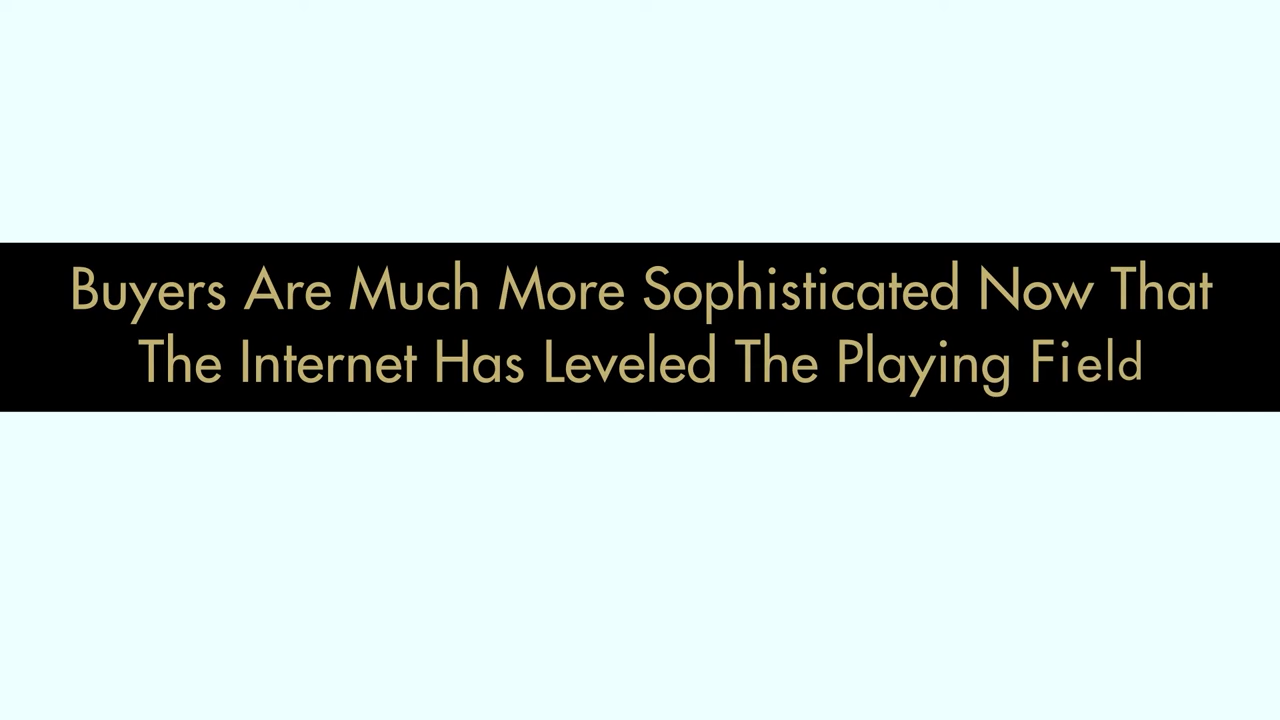 Buyers Are Much More Sophisticated Now That
The Internet Has Leveled The Playing Field